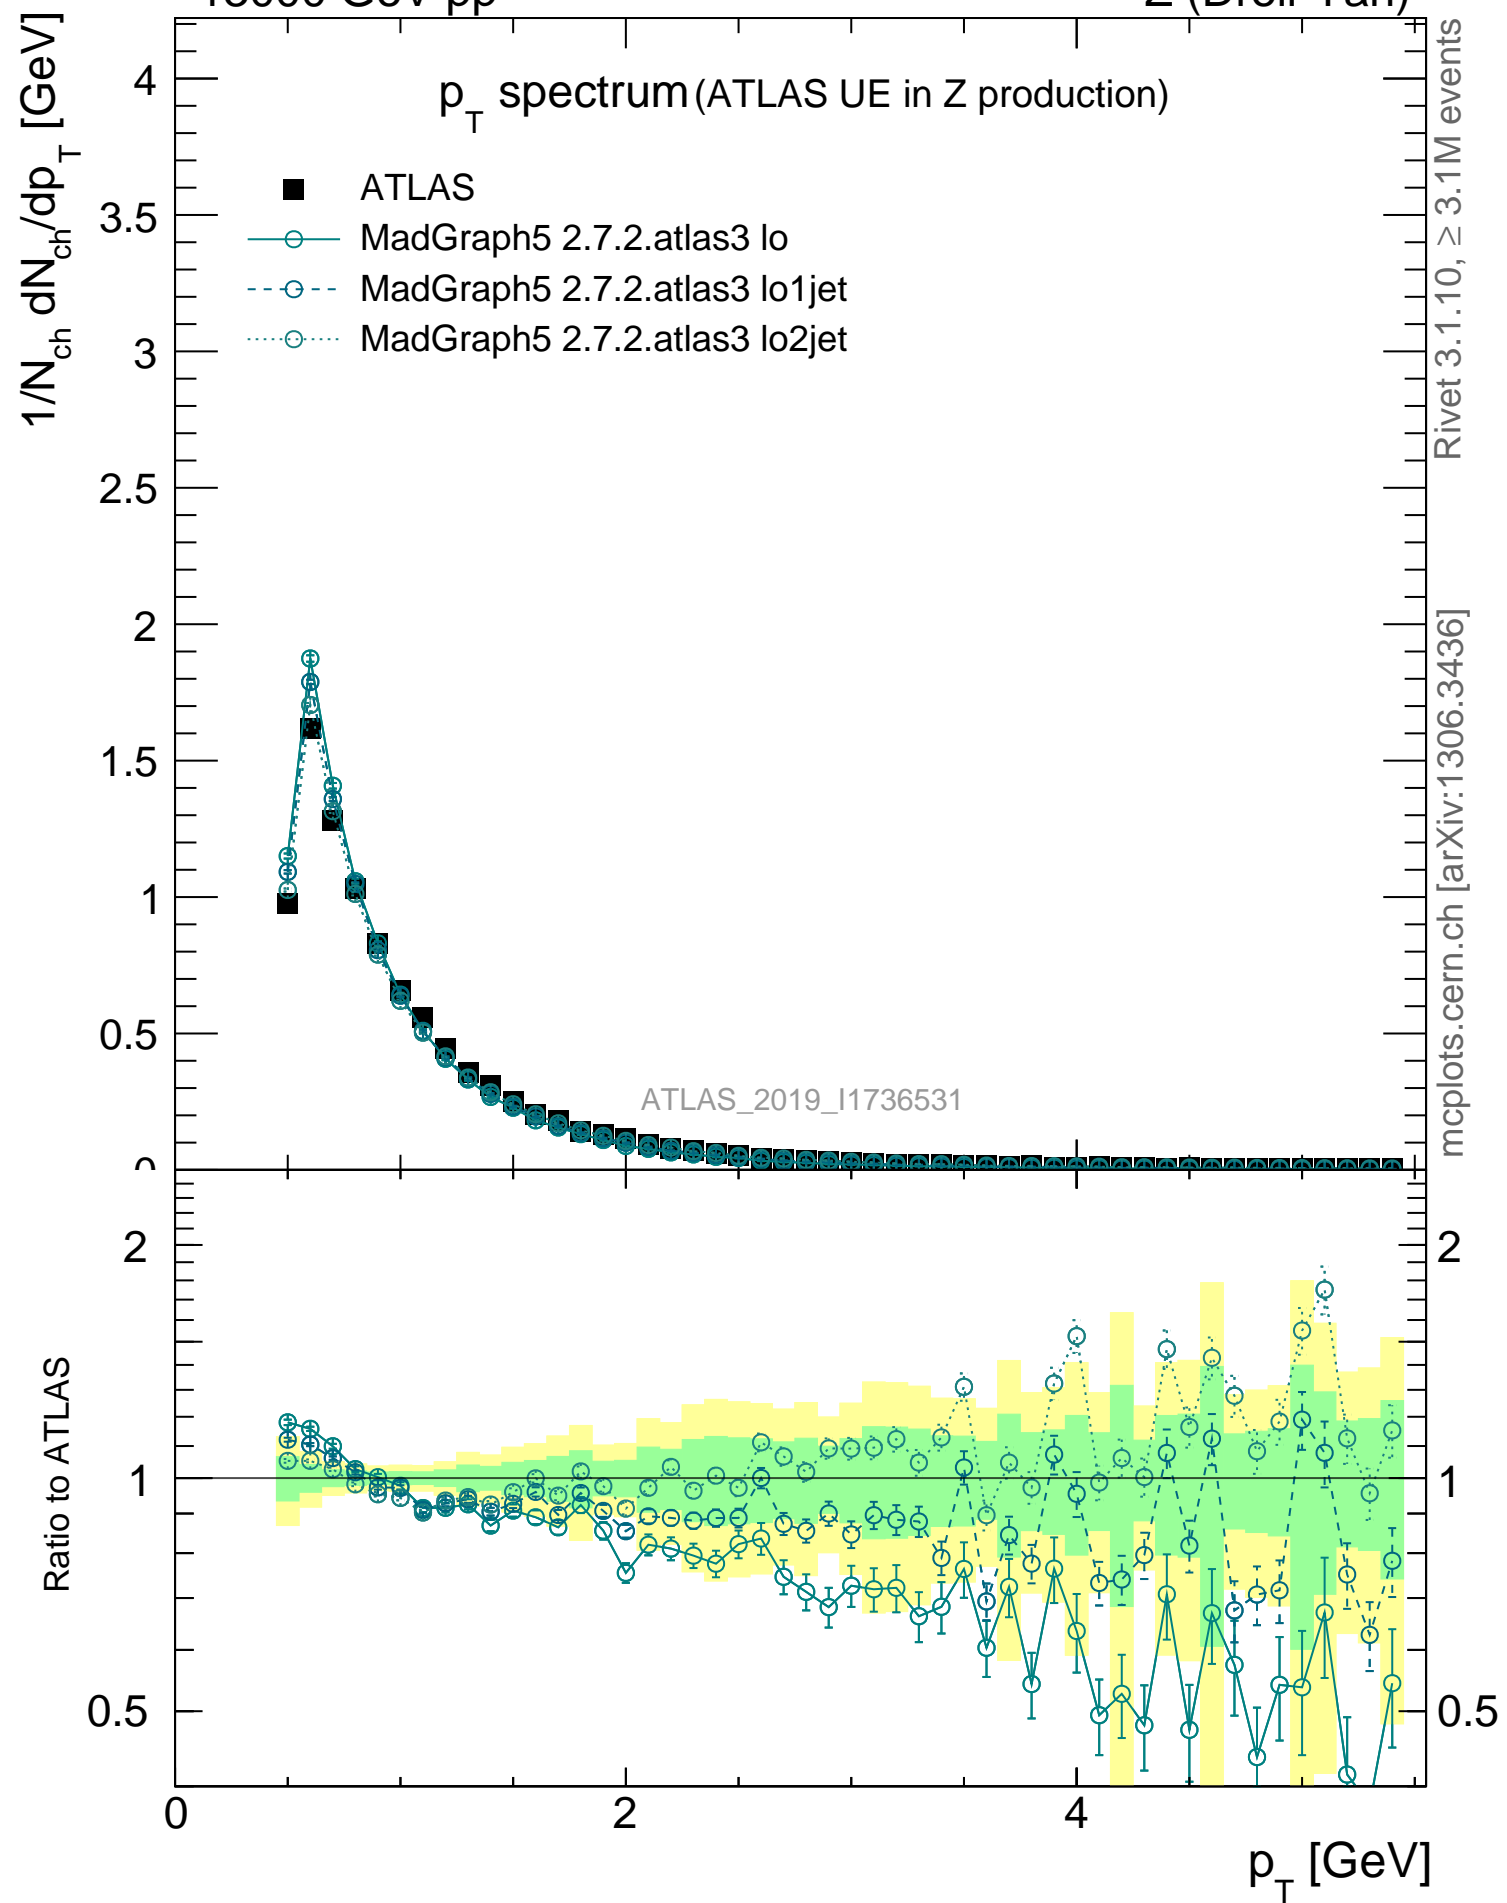 p_T spectrum (ATLAS UE in Z production)
ATLAS
MadGraph5 2.7.2.atlas3 lo
MadGraph5 2.7.2.atlas3 lo1jet
MadGraph5 2.7.2.atlas3 lo2jet
1/N_ch dN_ch/dp_T [GeV]
4
3.5
3
2.5
2
1.5
1
0.5
0
ATLAS_2019_I1736531
Rivet 3.1.10, ≥ 3.1M events
mcplots.cern.ch [arXiv:1306.3436]
Ratio to ATLAS
2
1
0.5
2
1
0.5
0
2
4
p_T [GeV]